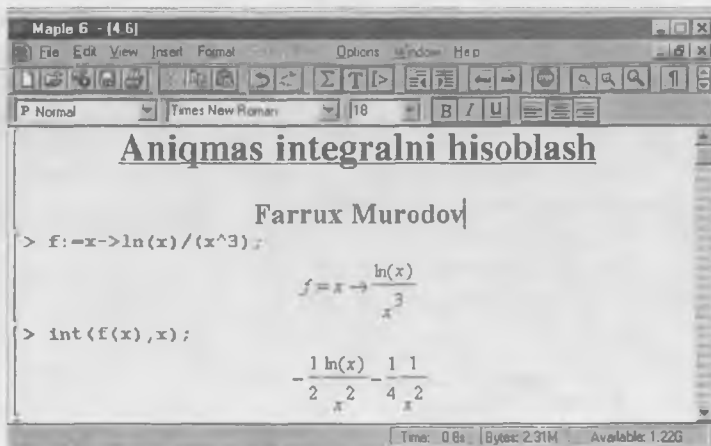 Maple 6 - [4.6]
File Edit View Insert Format Options Window Help
P Normal Times New Roman 18 B I U
Aniqmas integralni hisoblash
Farrux Murodov
> f:=x->ln(x)/(x^3);
f = x → ln(x) / x^3
> int(f(x),x);
- 1/2 ln(x)/x^2 - 1/4 1/x^2
Time: 0.8s Bytes: 2.31M Available: 1.22G